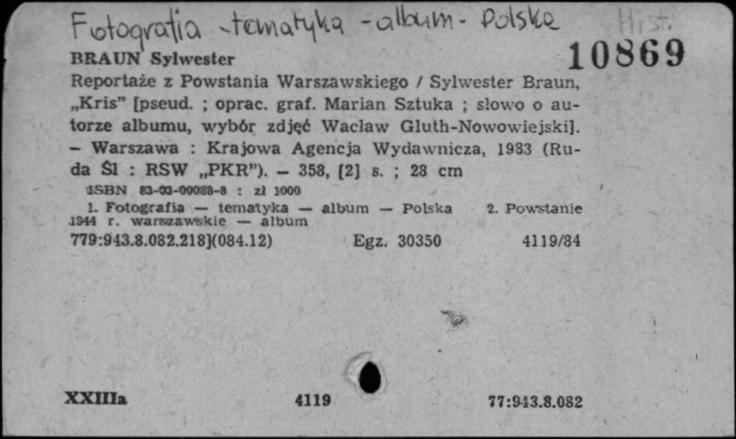 Fotografia - tematyka - album - Polska Hist.
10869
BRAUN Sylwester
Reportaże z Powstania Warszawskiego / Sylwester Braun,
„Kris” [pseud. ; oprac. graf. Marian Sztuka ; słowo o au-
torze albumu, wybór zdjęć Wacław Gluth-Nowowiejski].
— Warszawa : Krajowa Agencja Wydawnicza, 1983 (Ru-
da Śl : RSW „PKR”). — 358, [2] s. ; 28 cm
ISBN 83-03-00088-8 : zł 1000
1. Fotografia — tematyka — album — Polska 2. Powstanie
1944 r. warszawskie — album
779:943.8.082.218](084.12) Egz. 30350 4119/84
XXIIIa 4119 77:943.8.082